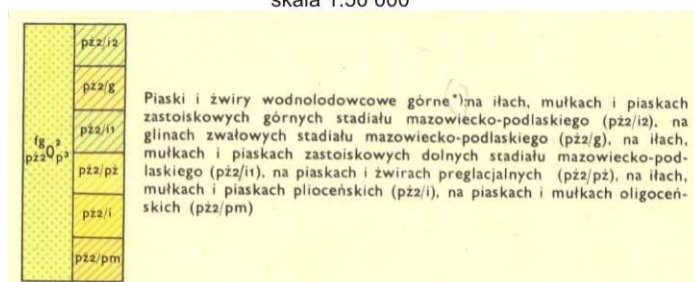 skala 1:50 000
pż2/i2
pż2/g
pż2/i1
fg pż2Qp³ ³
pż2/pż
pż2/i
pż2/pm
Piaski i żwiry wodnolodowcowe górne*):na iłach, mułkach i piaskach
zastoiskowych górnych stadiału mazowiecko-podlaskiego (pż2/i2), na
glinach zwałowych stadiału mazowiecko-podlaskiego (pż2/g), na iłach,
mułkach i piaskach zastoiskowych dolnych stadiału mazowiecko-pod-
laskiego (pż2/i1), na piaskach i żwirach preglacjalnych (pż2/pż), na iłach,
mułkach i piaskach plioceńskich (pż2/i), na piaskach i mułkach oligoceń-
skich (pż2/pm)